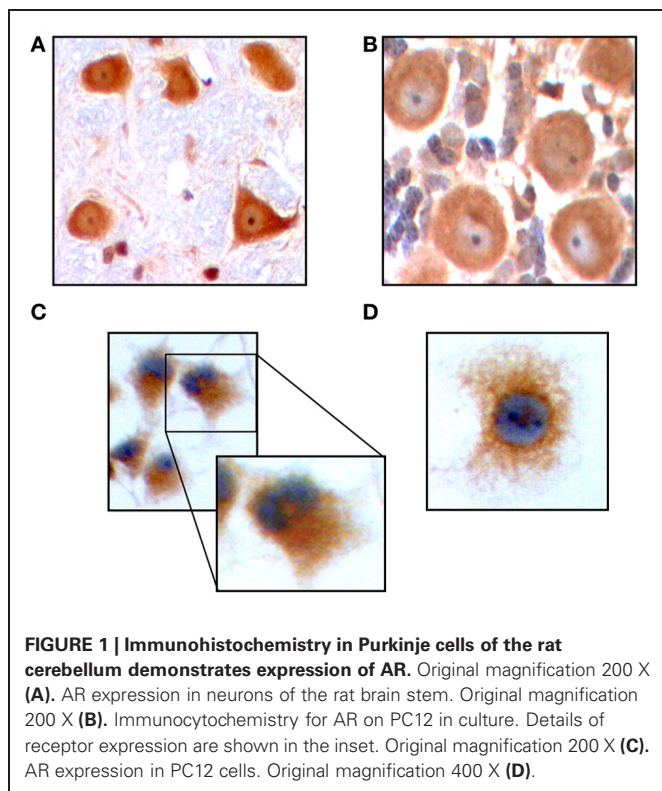 A
B
C
D
FIGURE 1 | Immunohistochemistry in Purkinje cells of the rat
cerebellum demonstrates expression of AR. Original magnification 200 X
(A). AR expression in neurons of the rat brain stem. Original magnification
200 X (B). Immunocytochemistry for AR on PC12 in culture. Details of
receptor expression are shown in the inset. Original magnification 200 X (C).
AR expression in PC12 cells. Original magnification 400 X (D).